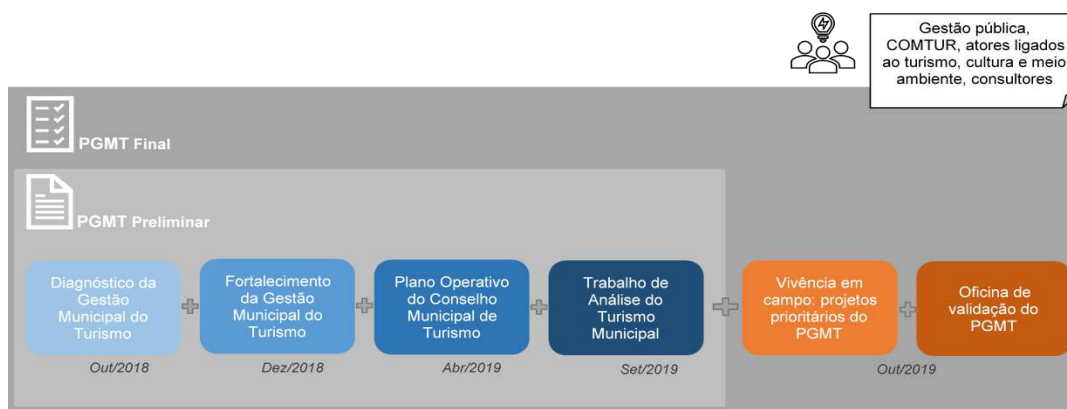 Gestão pública,
COMTUR, atores ligados
ao turismo, cultura e meio
ambiente, consultores
PGMT Final
PGMT Preliminar
Diagnóstico da
Gestão
Municipal do
Turismo
Fortalecimento
da Gestão
Municipal do
Turismo
Plano Operativo
do Conselho
Municipal de
Turismo
Trabalho de
Análise do
Turismo
Municipal
Vivência em
campo: projetos
prioritários do
PGMT
Oficina de
validação do
PGMT
Out/2018
Dez/2018
Abr/2019
Set/2019
Out/2019